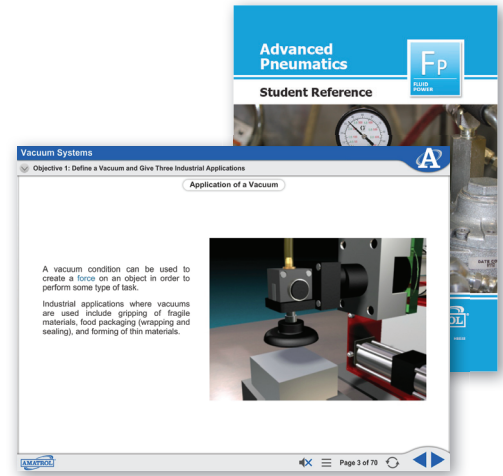 Advanced
Pneumatics
Fp
FLUID
POWER
Student Reference
Vacuum Systems
A
Objective 1: Define a Vacuum and Give Three Industrial Applications
Application of a Vacuum
A vacuum condition can be used to
create a force on an object in order to
perform some type of task.
Industrial applications where vacuums
are used include gripping of fragile
materials, food packaging (wrapping and
sealing), and forming of thin materials.
AMATROL
Page 3 of 70